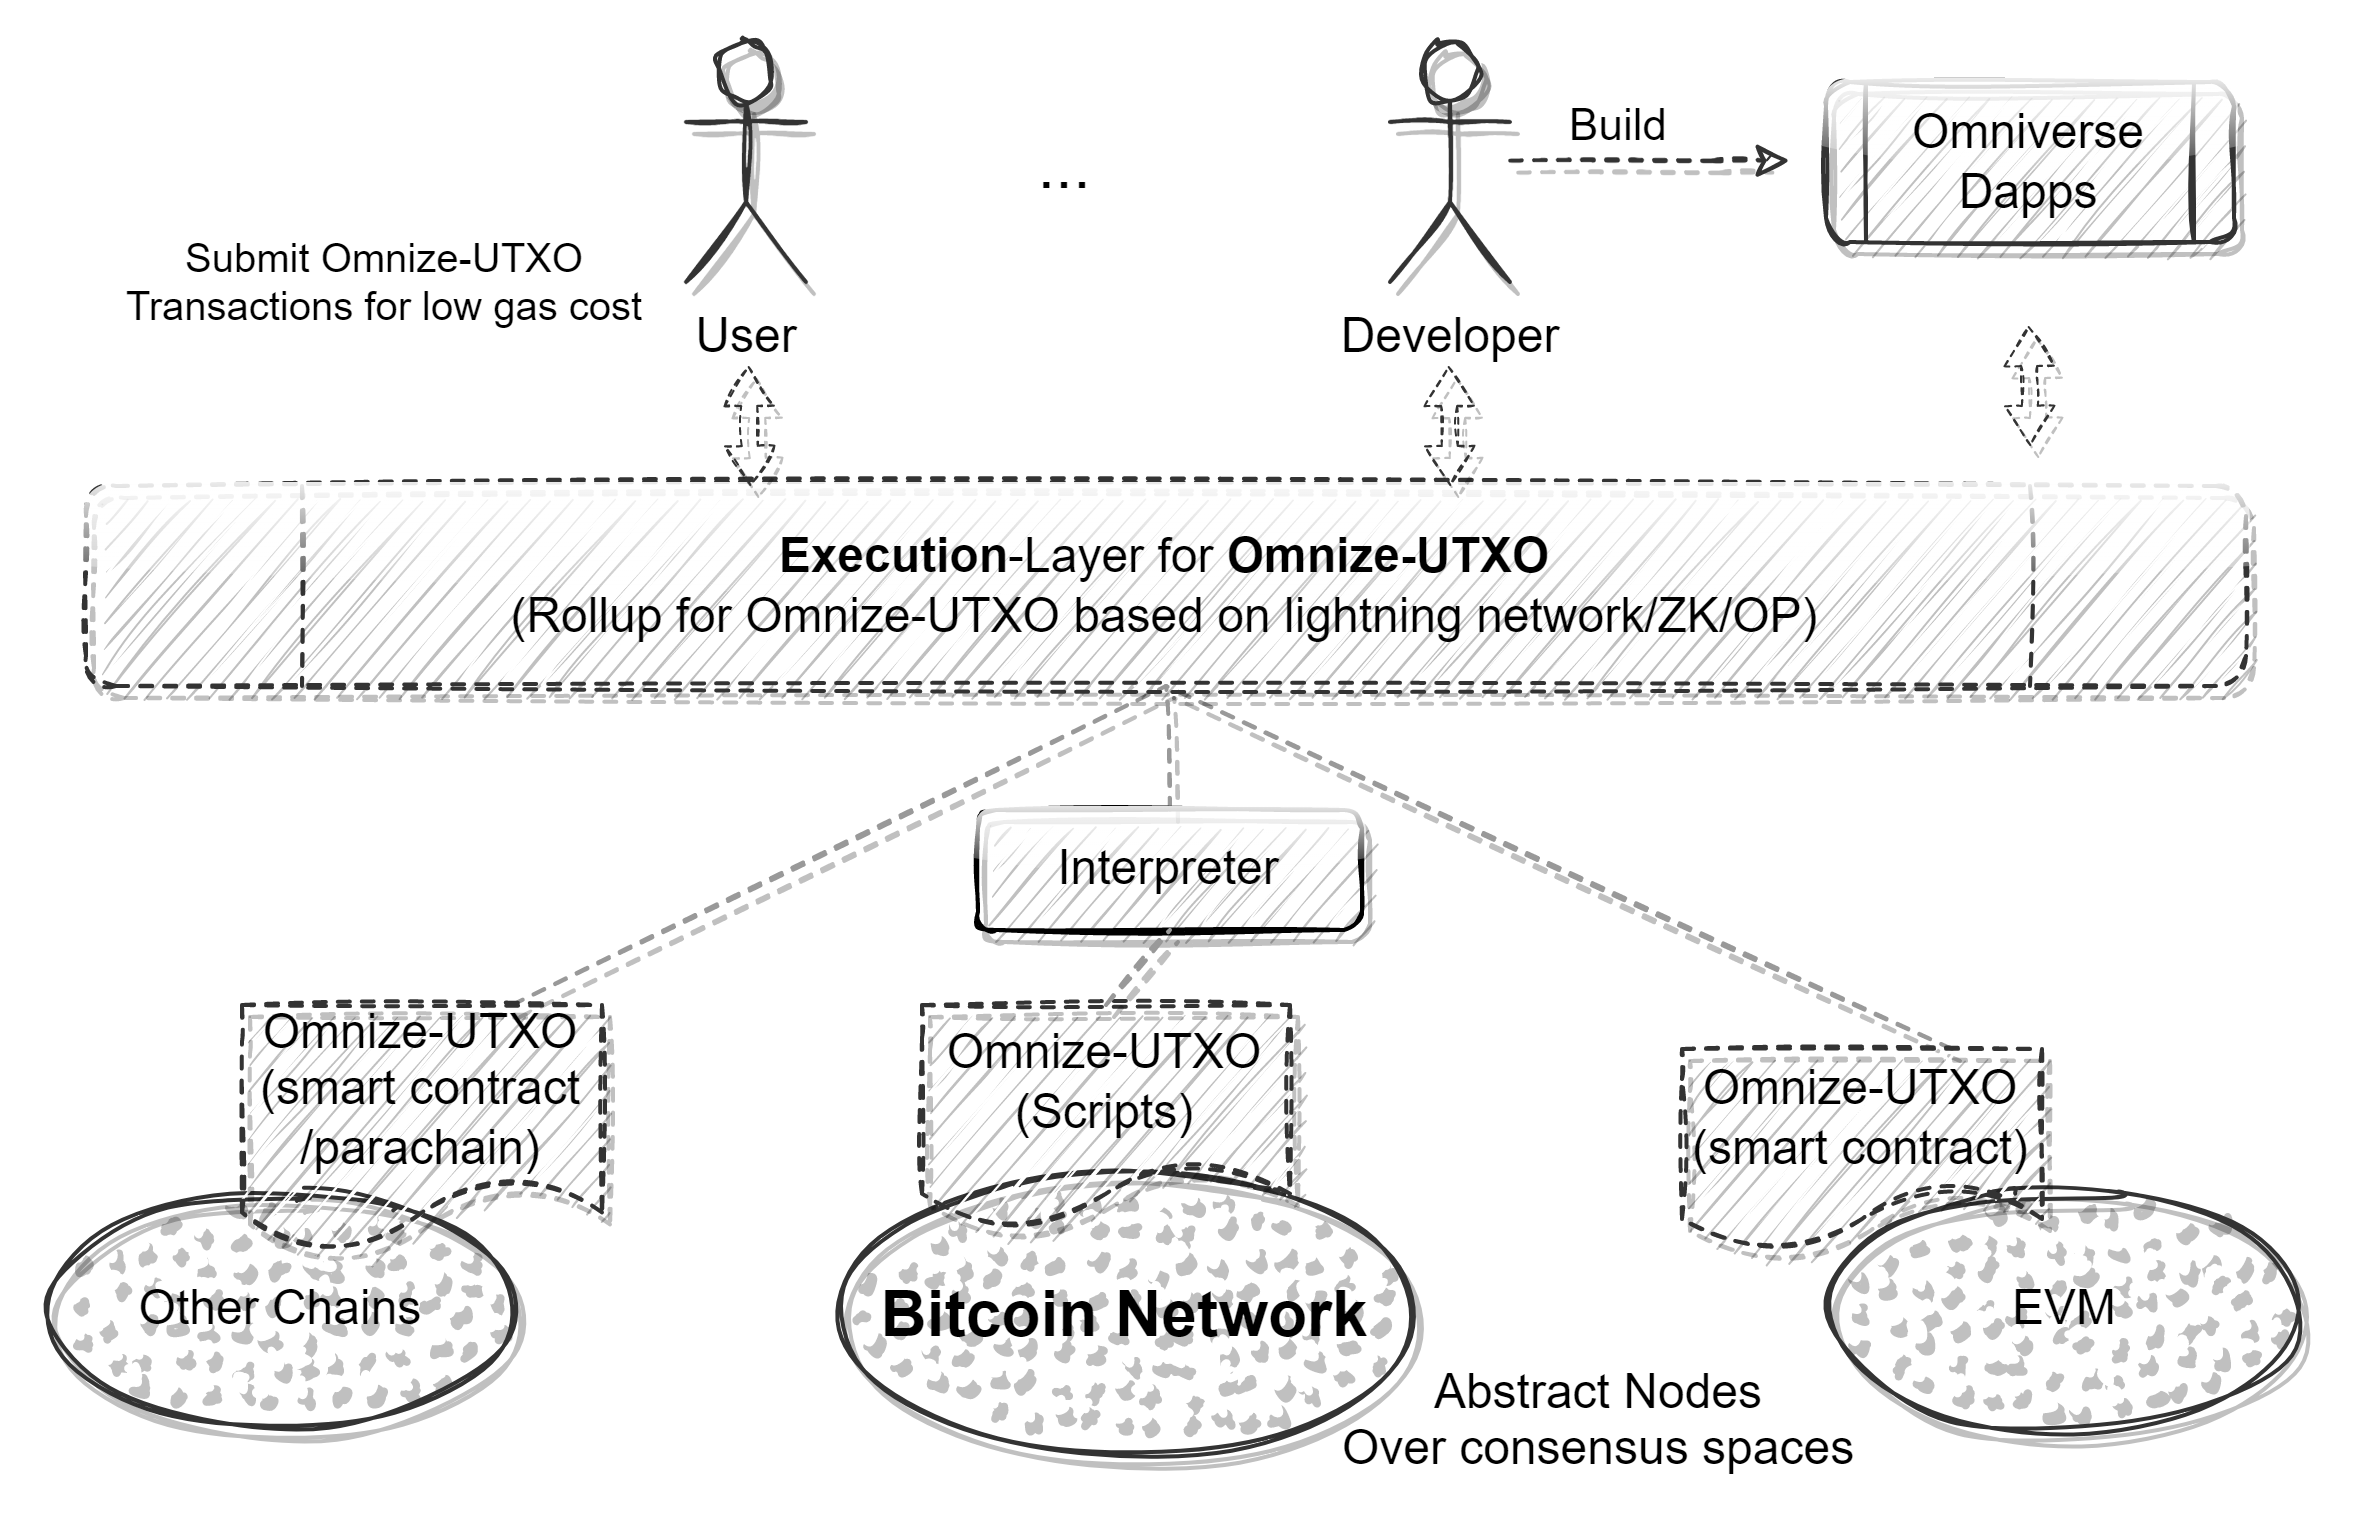 Build
Omniverse
Dapps
...
Submit Omnize-UTXO
Transactions for low gas cost
User
Developer
Execution-Layer for Omnize-UTXO
(Rollup for Omnize-UTXO based on lightning network/ZK/OP)
Interpreter
Omnize-UTXO
(smart contract
/parachain)
Omnize-UTXO
(Scripts)
Omnize-UTXO
(smart contract)
Other Chains
Bitcoin Network
EVM
Abstract Nodes
Over consensus spaces